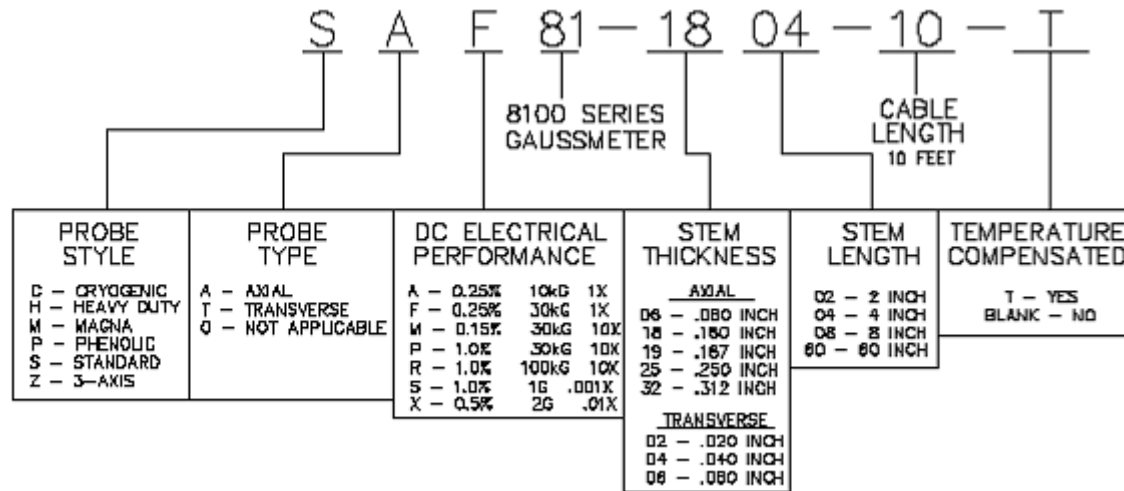 S A F 81 - 18 04 - 10 - T
8100 SERIES
GAUSSMETER
CABLE
LENGTH
10 FEET
PROBE
STYLE
C - CRYOGENIC
H - HEAVY DUTY
M - MAGNA
P - PHENOLIC
S - STANDARD
Z - 3-AXIS
PROBE
TYPE
A - AXIAL
T - TRANSVERSE
0 - NOT APPLICABLE
DC ELECTRICAL
PERFORMANCE
A - 0.25% 10kG 1X
F - 0.25% 30kG 1X
M - 0.15% 30kG 10X
P - 1.0% 30kG 10X
R - 1.0% 100kG 10X
S - 1.0% 1G .001X
X - 0.5% 2G .01X
STEM
THICKNESS
AXIAL
06 - .060 INCH
18 - .180 INCH
19 - .187 INCH
25 - .250 INCH
32 - .312 INCH
TRANSVERSE
02 - .020 INCH
04 - .040 INCH
06 - .060 INCH
STEM
LENGTH
02 - 2 INCH
04 - 4 INCH
08 - 8 INCH
60 - 60 INCH
TEMPERATURE
COMPENSATED
T - YES
BLANK - NO